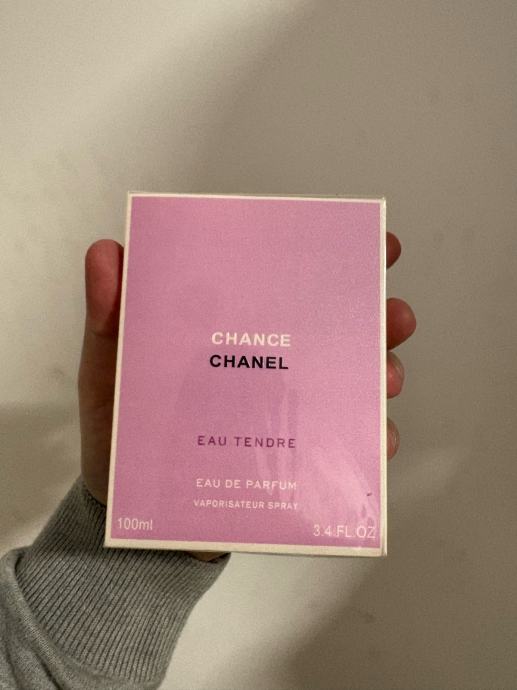 CHANCE
CHANEL
EAU TENDRE
EAU DE PARFUM
VAPORISATEUR SPRAY
100ml 3.4 FL.OZ